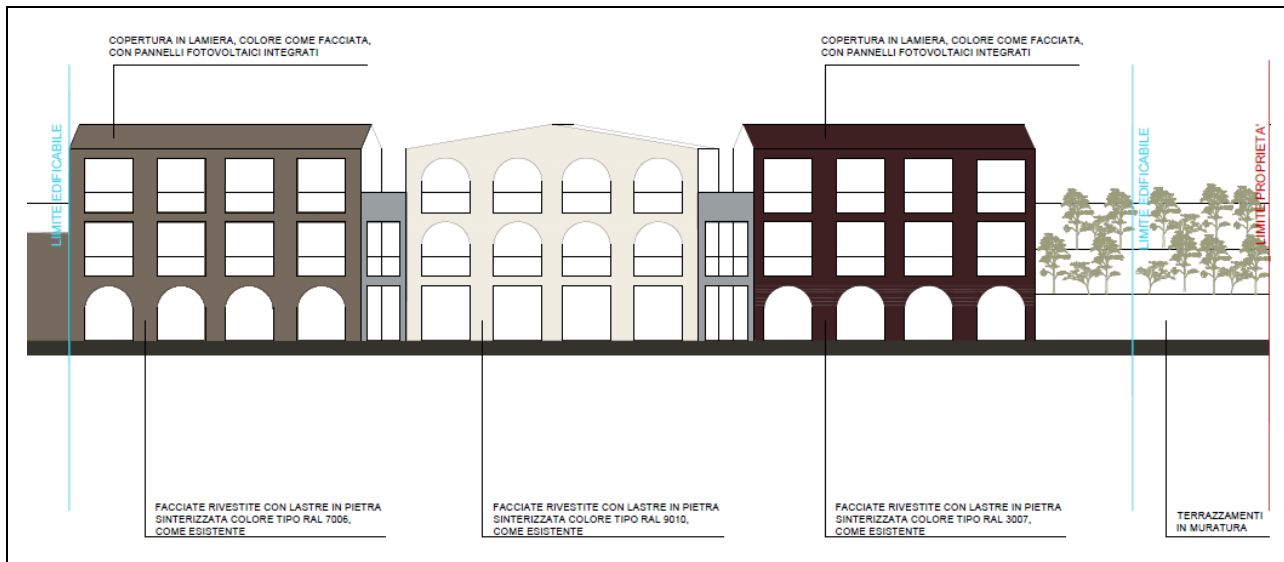 COPERTURA IN LAMIERA, COLORE COME FACCIATA,
CON PANNELLI FOTOVOLTAICI INTEGRATI
COPERTURA IN LAMIERA, COLORE COME FACCIATA,
CON PANNELLI FOTOVOLTAICI INTEGRATI
LIMITE EDIFICABILE
LIMITE EDIFICABILE
LIMITE PROPRIETA'
FACCIATE RIVESTITE CON LASTRE IN PIETRA
SINTERIZZATA COLORE TIPO RAL 7006,
COME ESISTENTE
FACCIATE RIVESTITE CON LASTRE IN PIETRA
SINTERIZZATA COLORE TIPO RAL 9010,
COME ESISTENTE
FACCIATE RIVESTITE CON LASTRE IN PIETRA
SINTERIZZATA COLORE TIPO RAL 3007,
COME ESISTENTE
TERRAZZAMENTI
IN MURATURA